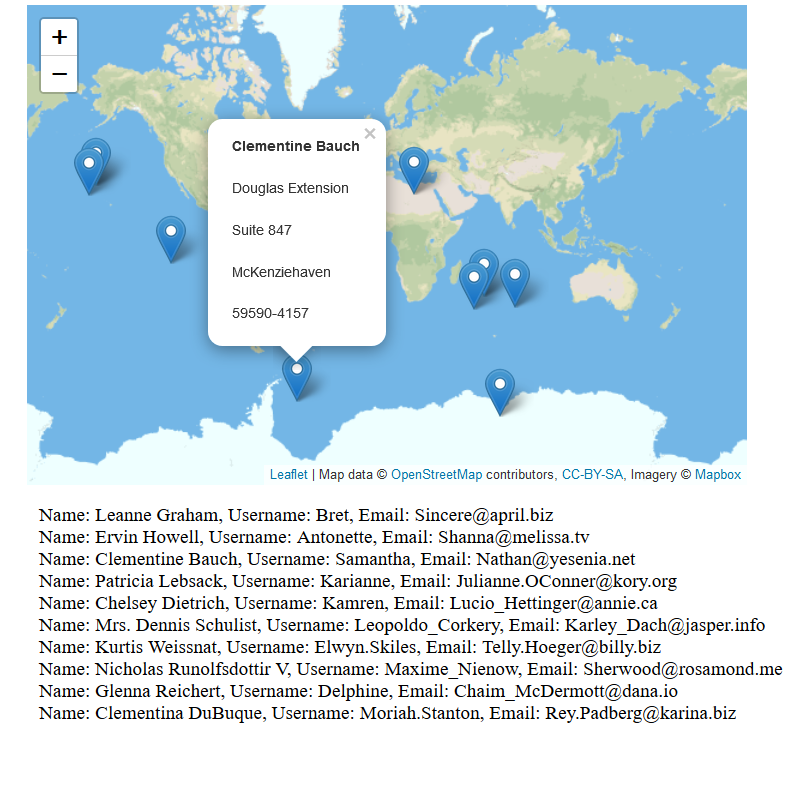 +
−
×
Clementine Bauch
Douglas Extension
Suite 847
McKenziehaven
59590-4157
Leaflet | Map data © OpenStreetMap contributors, CC-BY-SA, Imagery © Mapbox
Name: Leanne Graham, Username: Bret, Email: Sincere@april.biz
Name: Ervin Howell, Username: Antonette, Email: Shanna@melissa.tv
Name: Clementine Bauch, Username: Samantha, Email: Nathan@yesenia.net
Name: Patricia Lebsack, Username: Karianne, Email: Julianne.OConner@kory.org
Name: Chelsey Dietrich, Username: Kamren, Email: Lucio_Hettinger@annie.ca
Name: Mrs. Dennis Schulist, Username: Leopoldo_Corkery, Email: Karley_Dach@jasper.info
Name: Kurtis Weissnat, Username: Elwyn.Skiles, Email: Telly.Hoeger@billy.biz
Name: Nicholas Runolfsdottir V, Username: Maxime_Nienow, Email: Sherwood@rosamond.me
Name: Glenna Reichert, Username: Delphine, Email: Chaim_McDermott@dana.io
Name: Clementina DuBuque, Username: Moriah.Stanton, Email: Rey.Padberg@karina.biz